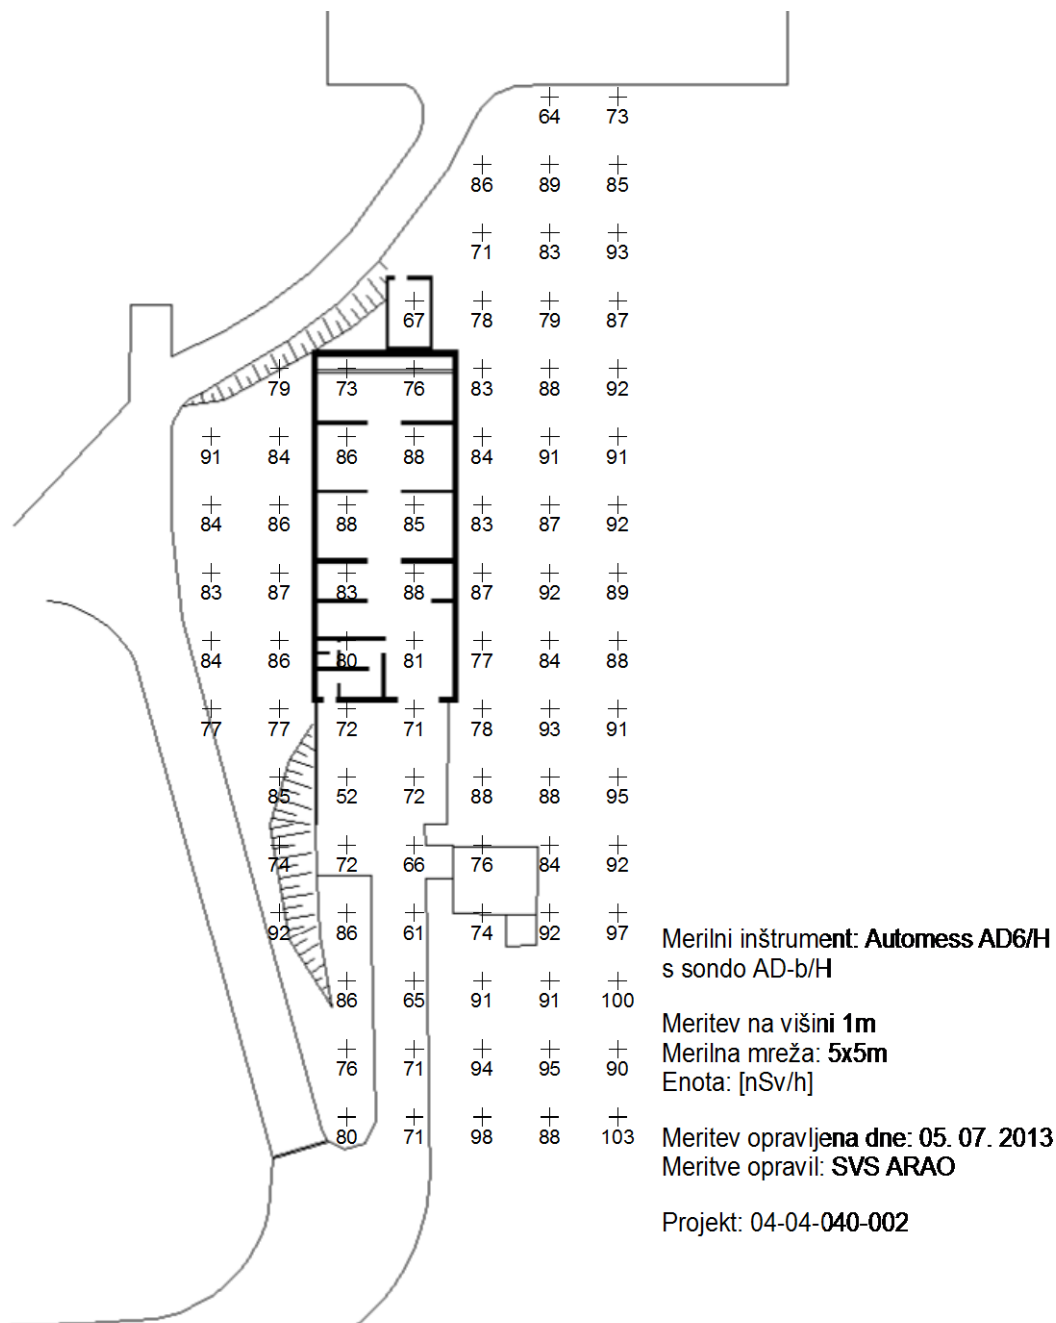 64 73
86 89 85
71 83 93
67 78 79 87
79 73 76 83 88 92
91 84 86 88 84 91 91
84 86 88 85 83 87 92
83 87 83 88 87 92 89
84 86 80 81 77 84 88
77 77 72 71 78 93 91
85 52 72 88 88 95
74 72 66 76 84 92
92 86 61 74 92 97
86 65 91 91 100
76 71 94 95 90
80 71 98 88 103
Merilni inštrument: Automess AD6/H
s sondo AD-b/H
Meritev na višini 1m
Merilna mreža: 5x5m
Enota: [nSv/h]
Meritev opravljena dne: 05. 07. 2013
Meritve opravil: SVS ARAO
Projekt: 04-04-040-002